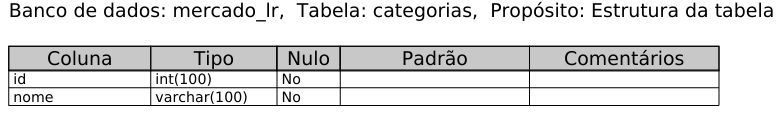 Banco de dados: mercado_lr,  Tabela: categorias,  Propósito: Estrutura da tabela
Coluna Tipo Nulo Padrão Comentários
id int(100) No
nome varchar(100) No